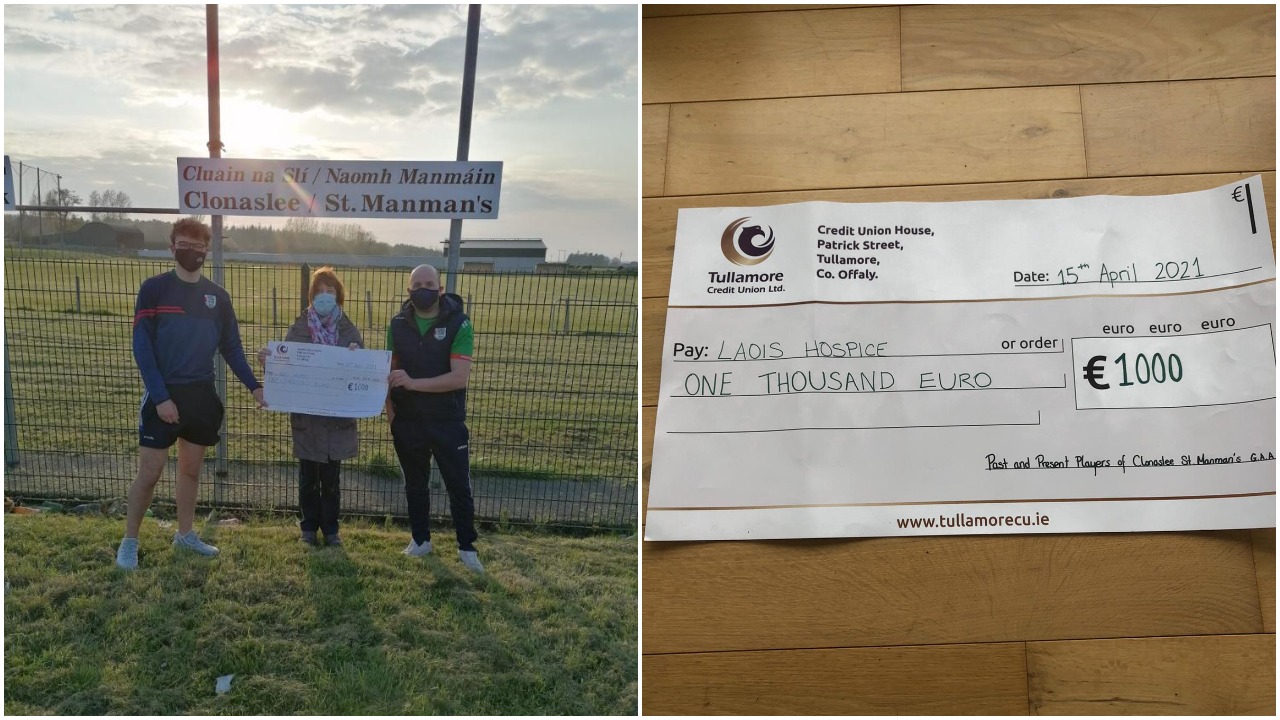 Cluain na Slí / Naomh Manmáin
Clonaslee / St. Manman's
€1000
Tullamore
Credit Union Ltd.
Credit Union House,
Patrick Street,
Tullamore,
Co. Offaly.
€
Date: 15th April 2021
Pay: LAOIS HOSPICE or order
ONE THOUSAND EURO
euro euro euro
€1000
Past and Present Players of Clonaslee St. Manman's G.A.A
www.tullamorecu.ie